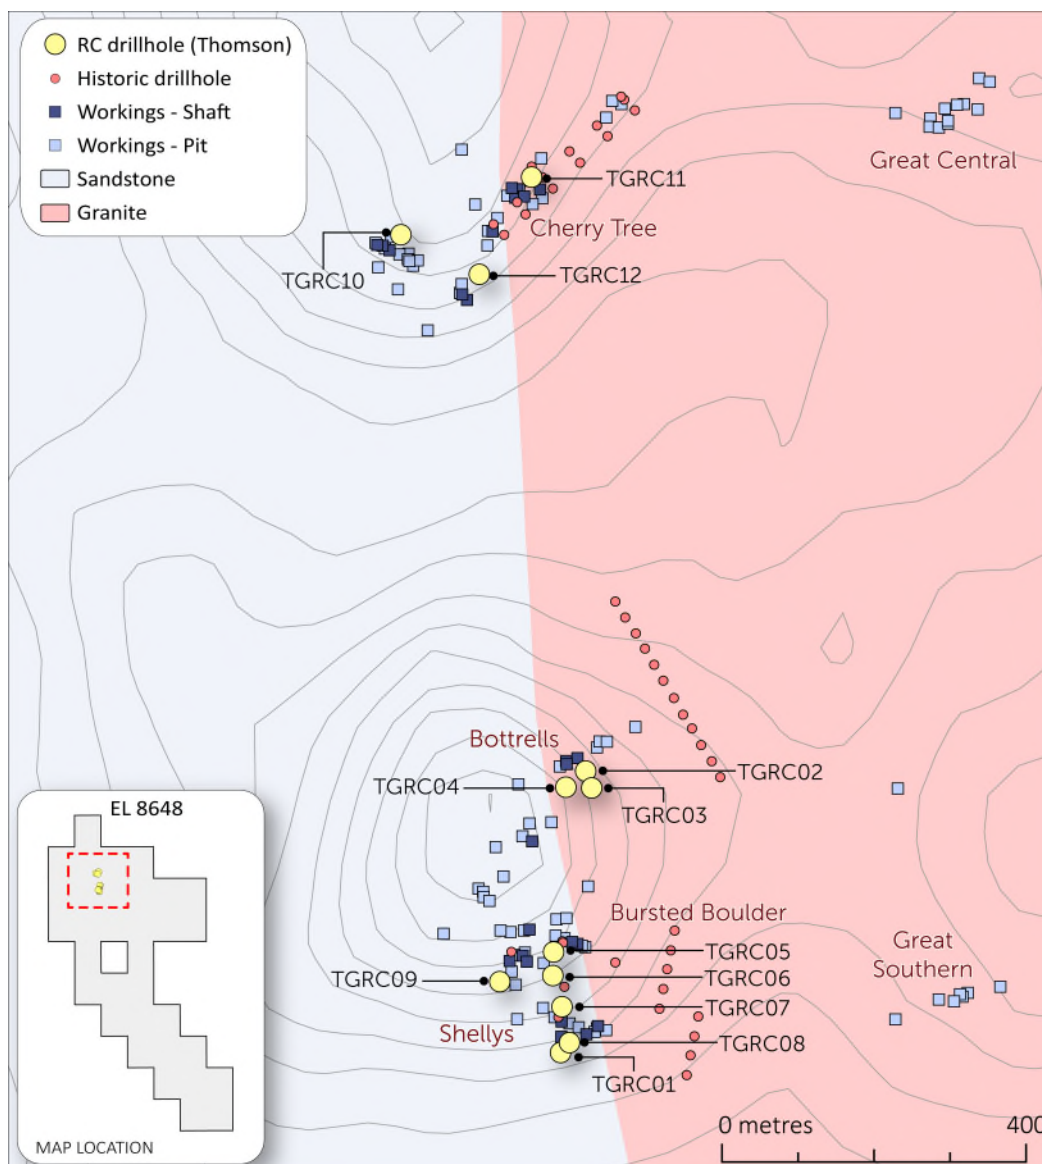 RC drillhole (Thomson)
Historic drillhole
Workings - Shaft
Workings - Pit
Sandstone
Granite
Great Central
TGRC11
Cherry Tree
TGRC10
TGRC12
Bottrells
TGRC02
TGRC04
TGRC03
EL 8648
Bursted Boulder
TGRC05
Great
Southern
TGRC09
TGRC06
TGRC07
Shellys
TGRC08
TGRC01
0 metres
400
MAP LOCATION